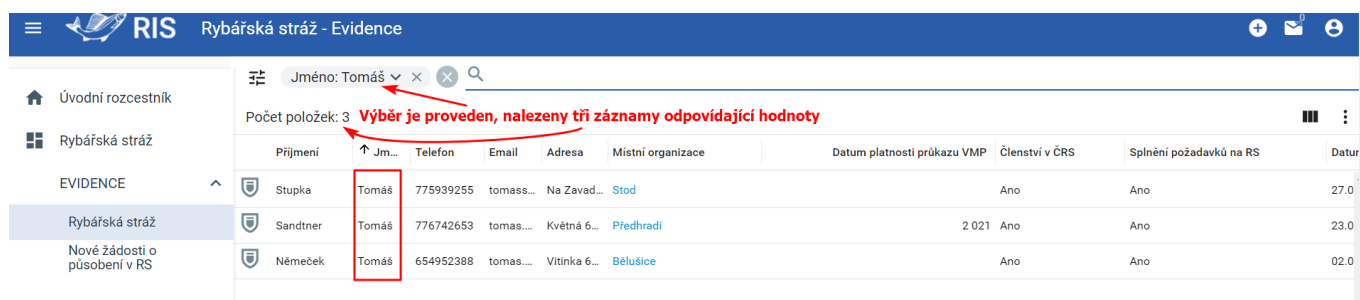 RIS Rybářská stráž - Evidence 0
Jméno: Tomáš
Úvodní rozcestník
Počet položek: 3 Výběr je proveden, nalezeny tři záznamy odpovídající hodnoty
Rybářská stráž
Příjmení Jm... Telefon Email Adresa Místní organizace Datum platnosti průkazu VMP Členství v ČRS Splnění požadavků na RS Datur
EVIDENCE
Stupka Tomáš 775939255 tomass... Na Zavad... Stod Ano Ano 27.0
Rybářská stráž
Sandtner Tomáš 776742653 tomas.... Květná 6... Předhradí 2 021 Ano Ano 23.0
Nové žádosti o
působení v RS
Němeček Tomáš 654952388 tomas.... Vitinka 6... Bělušice Ano Ano 02.0